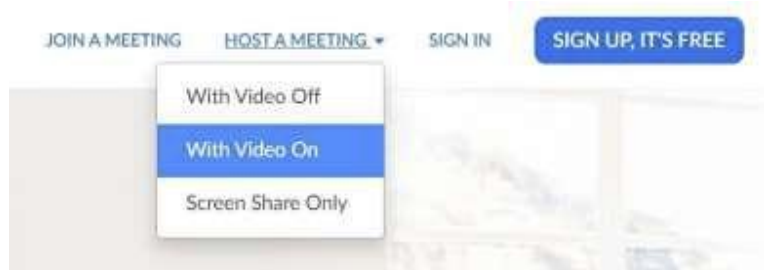 JOIN A MEETING HOST A MEETING SIGN IN SIGN UP, IT'S FREE
With Video Off
With Video On
Screen Share Only